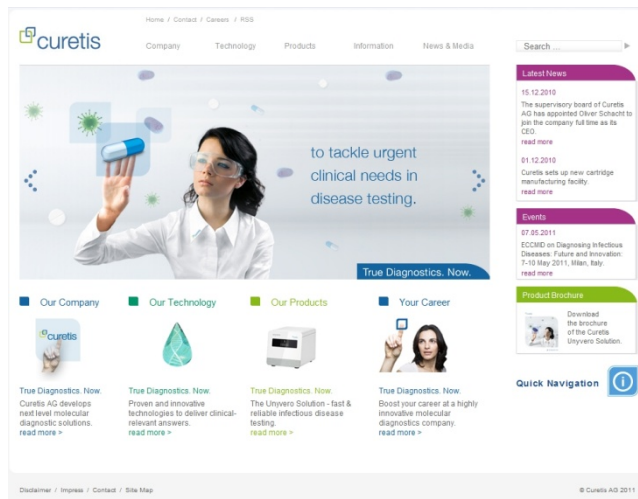 Home / Contact / Careers / RSS
curetis
Company Technology Products Information News & Media
Search ...
to tackle urgent
clinical needs in
disease testing.
True Diagnostics. Now.
Latest News
15.12.2010
The supervisory board of Curetis
AG has appointed Oliver Schacht to
join the company full time as its
CEO.
read more
01.12.2010
Curetis sets up new cartridge
manufacturing facility.
read more
Events
07.05.2011
ECCMID on Diagnosing Infectious
Diseases: Future and Innovation:
7-10 May 2011, Milan, Italy.
read more
Product Brochure
Download
the brochure
of the Curetis
Unyvero Solution.
Quick Navigation
Our Company
curetis
True Diagnostics. Now.
Curetis AG develops
next level molecular
diagnostic solutions.
read more >
Our Technology
True Diagnostics. Now.
Proven and innovative
technologies to deliver clinical-
relevant answers.
read more >
Our Products
True Diagnostics. Now.
The Unyvero Solution - fast &
reliable infectious disease
testing.
read more >
Your Career
True Diagnostics. Now.
Boost your career at a highly
innovative molecular
diagnostics company.
read more >
Disclaimer / Impress / Contact / Site Map
© Curetis AG 2011